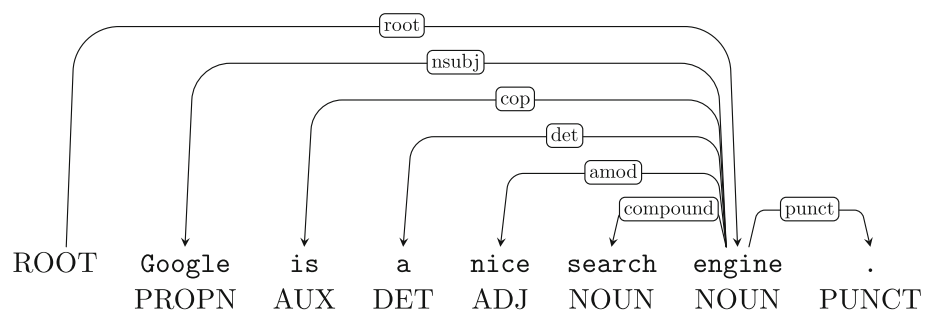 root
nsubj
cop
det
amod
compound punct
ROOT Google is a nice search engine .
PROPN AUX DET ADJ NOUN NOUN PUNCT